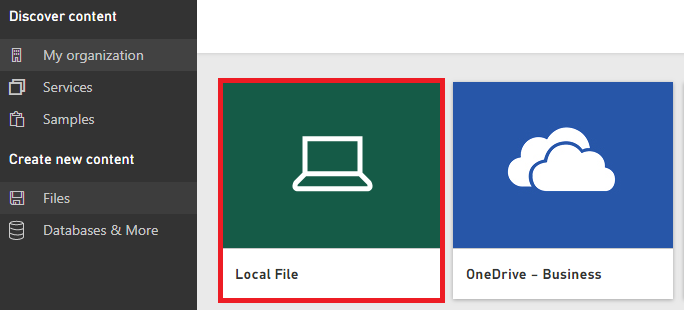 Discover content
My organization
Services
Samples
Create new content
Files
Databases & More
Local File
OneDrive – Business